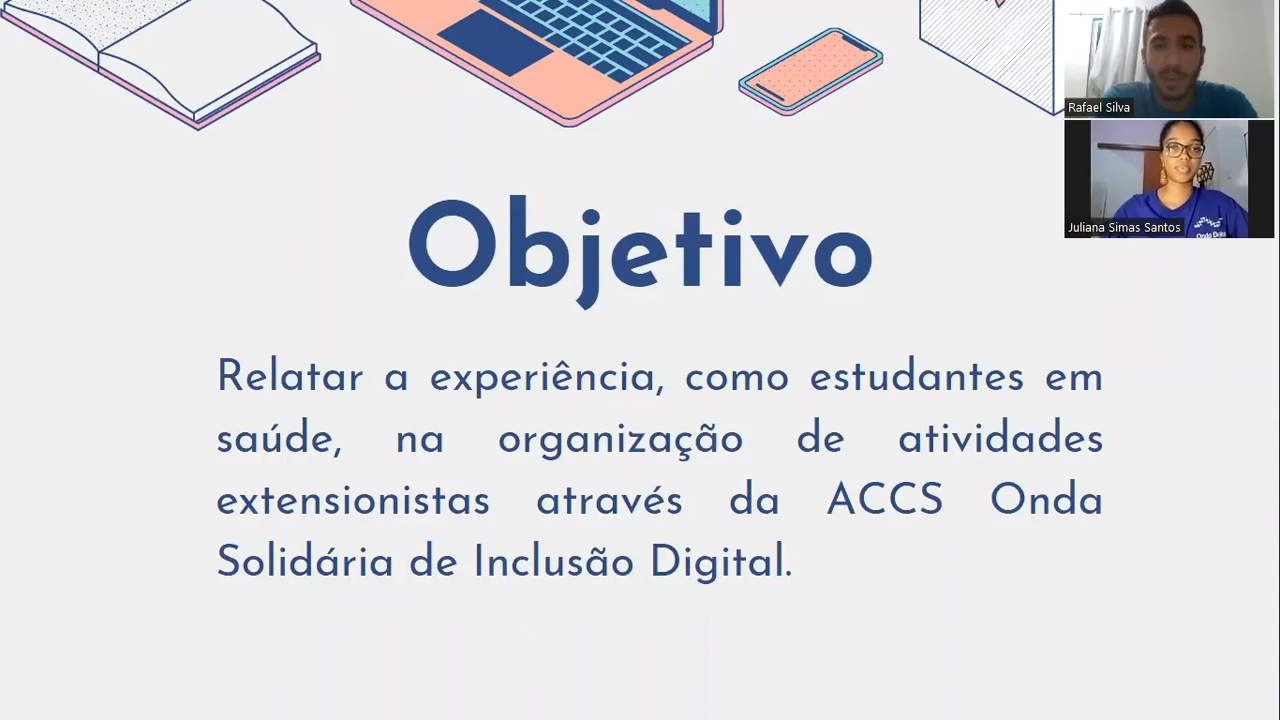 Rafael Silva
Juliana Simas Santos
Objetivo
Relatar a experiência, como estudantes em
saúde, na organização de atividades
extensionistas através da ACCS Onda
Solidária de Inclusão Digital.